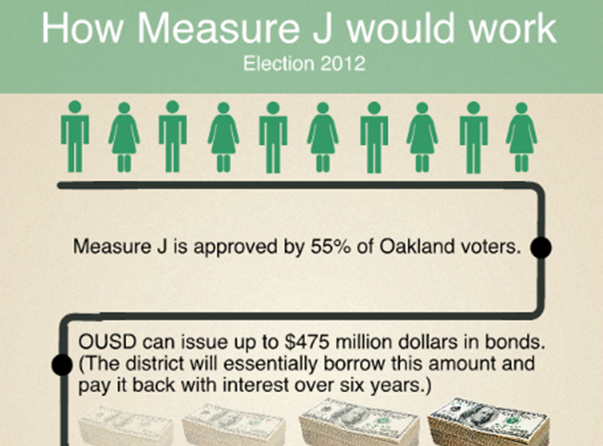 How Measure J would work
Election 2012
Measure J is approved by 55% of Oakland voters.
OUSD can issue up to $475 million dollars in bonds.
(The district will essentially borrow this amount and
pay it back with interest over six years.)